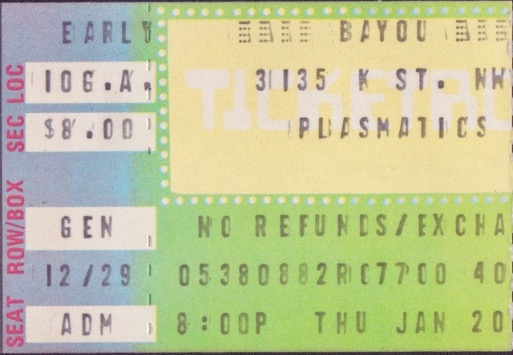 EARLY BAYOU
106.A. 3135 K ST. NW
TICKETRO
$8.00 PLASMATICS
GEN NO REFUNDS/EXCHA
12/29 05380882RC7700 40
ADM 8:00P THU JAN 20
SEAT ROW/BOX SEC LOC